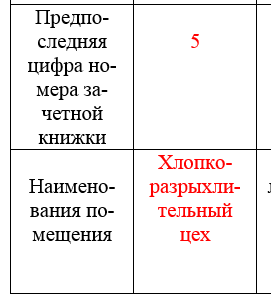 Предпо-
следняя
цифра но-
мера за-
четной
книжки
5
Наимено-
вания по-
мещения
Хлопко-
разрыхли-
тельный
цех